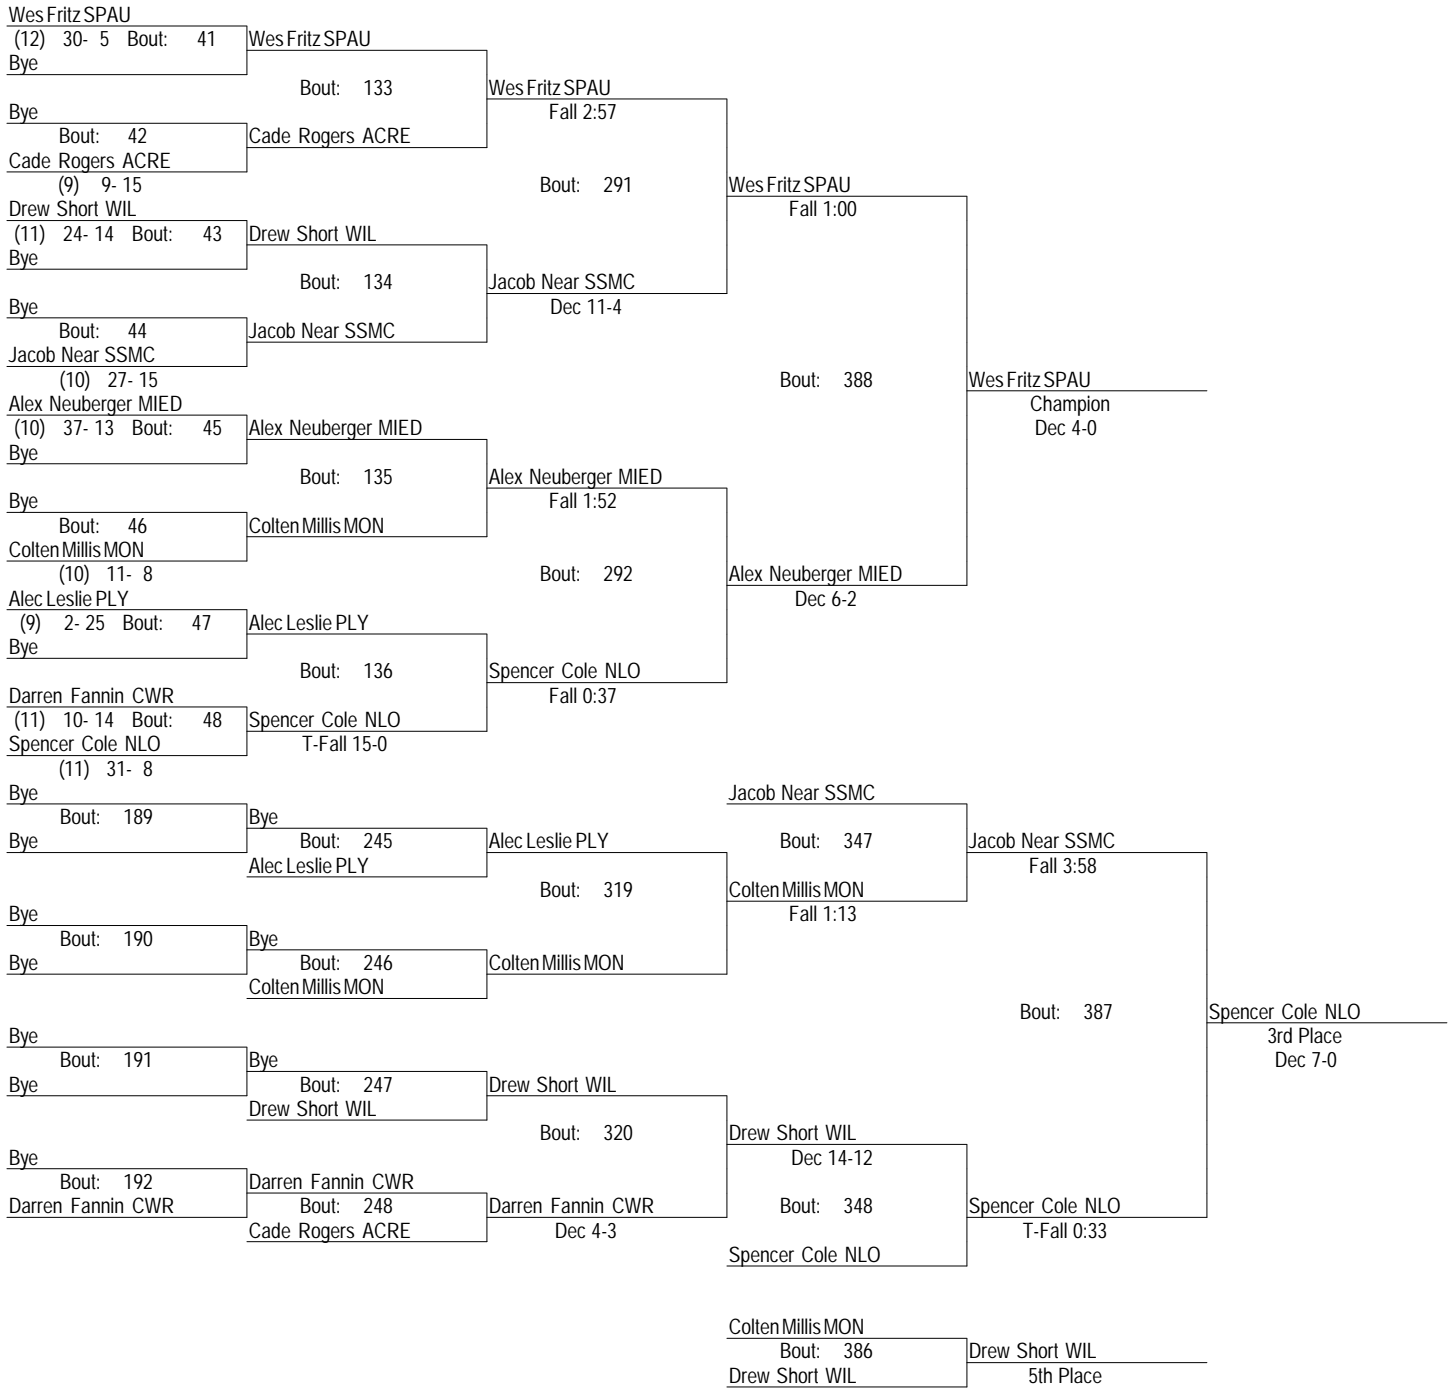 Wes Fritz SPAU
(12) 30- 5 Bout: 41
Wes Fritz SPAU
Bye
Bout: 133
Wes Fritz SPAU
Fall 2:57
Bye
Bout: 42
Cade Rogers ACRE
Cade Rogers ACRE
(9) 9- 15
Bout: 291
Wes Fritz SPAU
Fall 1:00
Drew Short WIL
(11) 24- 14 Bout: 43
Drew Short WIL
Bye
Bout: 134
Jacob Near SSMC
Dec 11-4
Bye
Bout: 44
Jacob Near SSMC
Jacob Near SSMC
(10) 27- 15
Bout: 388
Wes Fritz SPAU
Champion
Dec 4-0
Alex Neuberger MIED
(10) 37- 13 Bout: 45
Alex Neuberger MIED
Bye
Bout: 135
Alex Neuberger MIED
Fall 1:52
Bye
Bout: 46
Colten Millis MON
Colten Millis MON
(10) 11- 8
Bout: 292
Alex Neuberger MIED
Dec 6-2
Alec Leslie PLY
(9) 2- 25 Bout: 47
Alec Leslie PLY
Bye
Bout: 136
Spencer Cole NLO
Fall 0:37
Darren Fannin CWR
(11) 10- 14 Bout: 48
Spencer Cole NLO
T-Fall 15-0
Spencer Cole NLO
(11) 31- 8
Bye
Bout: 189
Bye
Bye
Bout: 245
Alec Leslie PLY
Alec Leslie PLY
Jacob Near SSMC
Bout: 347
Jacob Near SSMC
Fall 3:58
Bout: 319
Colten Millis MON
Fall 1:13
Bye
Bout: 190
Bye
Bye
Bout: 246
Colten Millis MON
Colten Millis MON
Bout: 387
Spencer Cole NLO
3rd Place
Dec 7-0
Bye
Bout: 191
Bye
Bye
Bout: 247
Drew Short WIL
Drew Short WIL
Bout: 320
Drew Short WIL
Dec 14-12
Bye
Bout: 192
Darren Fannin CWR
Darren Fannin CWR
Bout: 248
Cade Rogers ACRE
Darren Fannin CWR
Dec 4-3
Bout: 348
Spencer Cole NLO
Spencer Cole NLO
T-Fall 0:33
Colten Millis MON
Bout: 386
Drew Short WIL
Drew Short WIL
5th Place